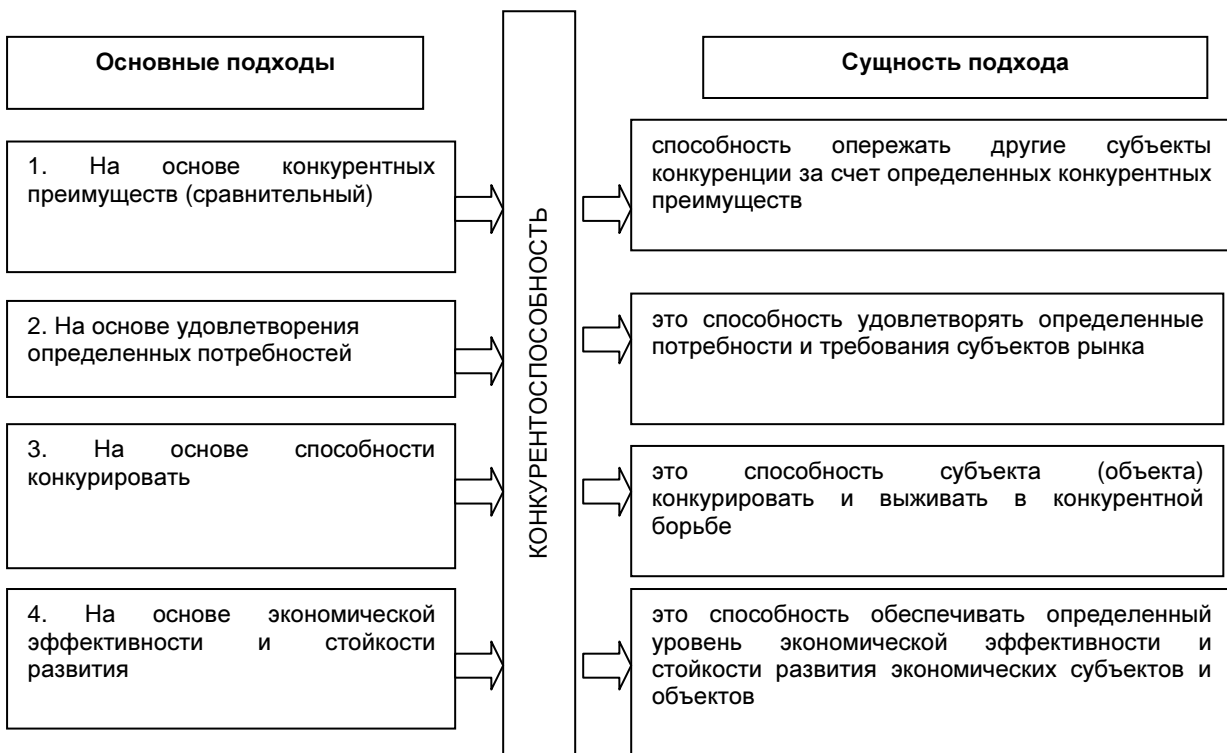 Основные подходы
Сущность подхода
1. На основе конкурентных
преимуществ (сравнительный)
КОНКУРЕНТОСПОСОБНОСТЬ
способность опережать другие субъекты
конкуренции за счет определенных конкурентных
преимуществ
2. На основе удовлетворения
определенных потребностей
это способность удовлетворять определенные
потребности и требования субъектов рынка
3. На основе способности
конкурировать
это способность субъекта (объекта)
конкурировать и выживать в конкурентной
борьбе
4. На основе экономической
эффективности и стойкости
развития
это способность обеспечивать определенный
уровень экономической эффективности и
стойкости развития экономических субъектов и
объектов